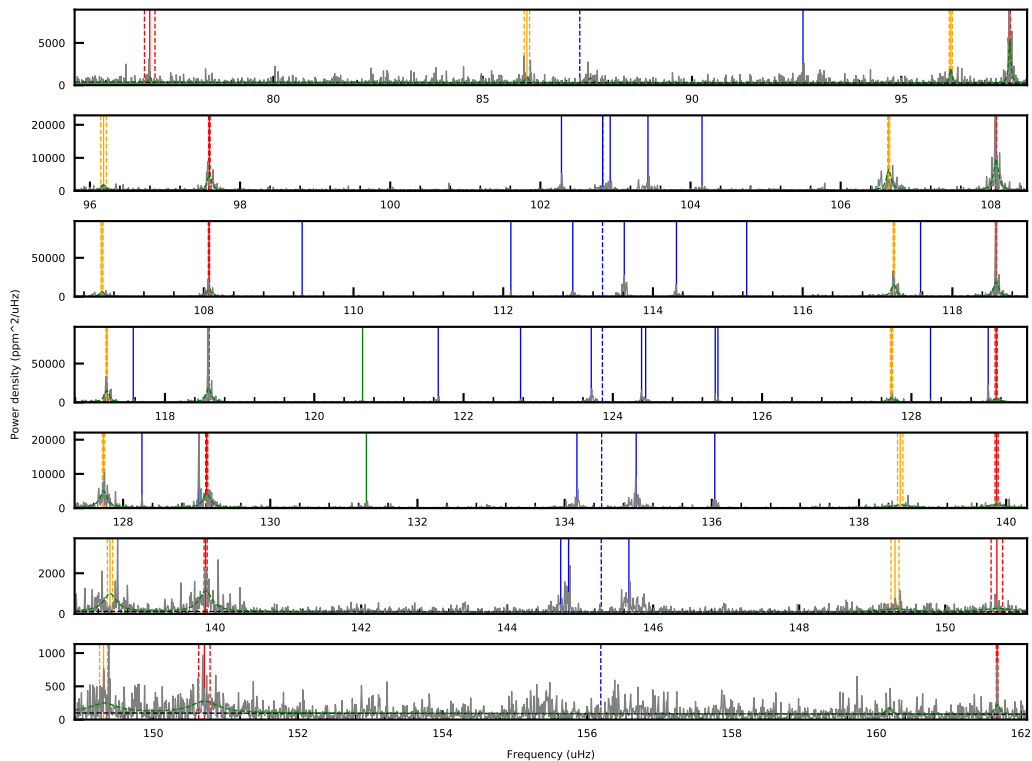 5000
0
80 85 90 95
20000
10000
0
96 98 100 102 104 106 108
50000
0
108 110 112 114 116 118
Power density (ppm^2/uHz)
50000
0
118 120 122 124 126 128
20000
10000
0
128 130 132 134 136 138 140
2000
0
140 142 144 146 148 150
1000
500
0
150 152 154 156 158 160 162
Frequency (uHz)